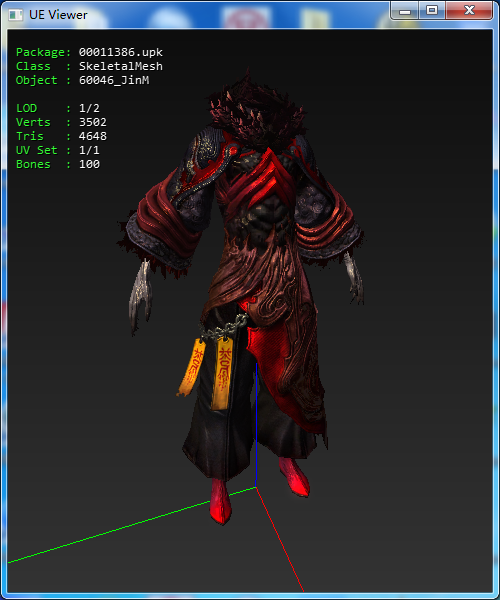 UE Viewer
Package: 00011386.upk
Class : SkeletalMesh
Object : 60046_JinM
LOD : 1/2
Verts : 3502
Tris : 4648
UV Set : 1/1
Bones : 100